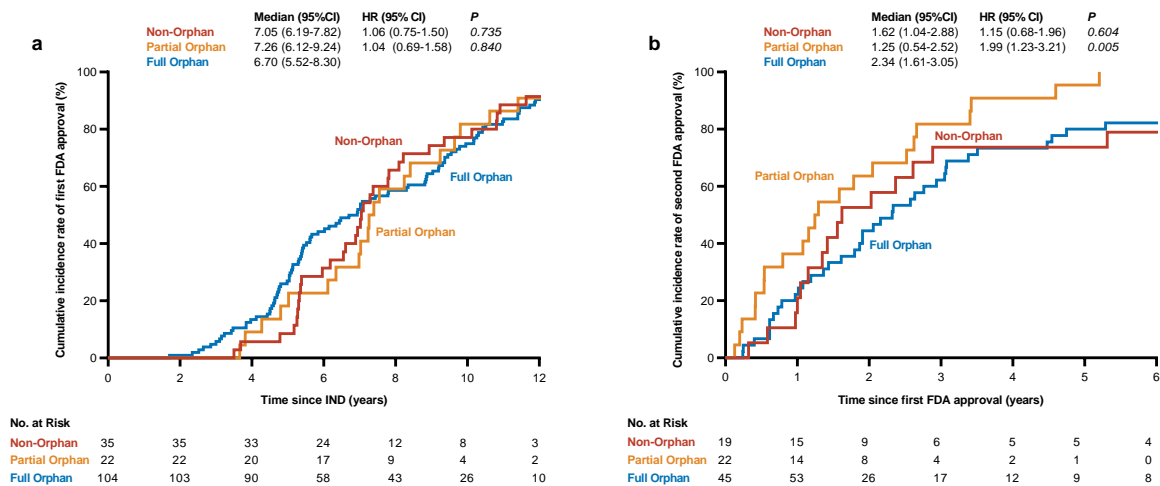 a
Median (95%CI) HR (95% CI) P
Non-Orphan 7.05 (6.19-7.82) 1.06 (0.75-1.50) 0.735
Partial Orphan 7.26 (6.12-9.24) 1.04 (0.69-1.58) 0.840
Full Orphan 6.70 (5.52-8.30)
Cumulative incidence rate of first FDA approval (%)
100
80
60
40
20
0
Non-Orphan
Full Orphan
Partial Orphan
0 2 4 6 8 10 12
Time since IND (years)
No. at Risk
Non-Orphan 35 35 33 24 12 8 3
Partial Orphan 22 22 20 17 9 4 2
Full Orphan 104 103 90 58 43 26 10
b
Median (95%CI) HR (95% CI) P
Non-Orphan 1.62 (1.04-2.88) 1.15 (0.68-1.96) 0.604
Partial Orphan 1.25 (0.54-2.52) 1.99 (1.23-3.21) 0.005
Full Orphan 2.34 (1.61-3.05)
Cumulative incidence rate of second FDA approval (%)
100
80
60
40
20
0
Non-Orphan
Partial Orphan
Full Orphan
0 1 2 3 4 5 6
Time since first FDA approval (years)
No. at Risk
Non-Orphan 19 15 9 6 5 5 4
Partial Orphan 22 14 8 4 2 1 0
Full Orphan 45 53 26 17 12 9 8